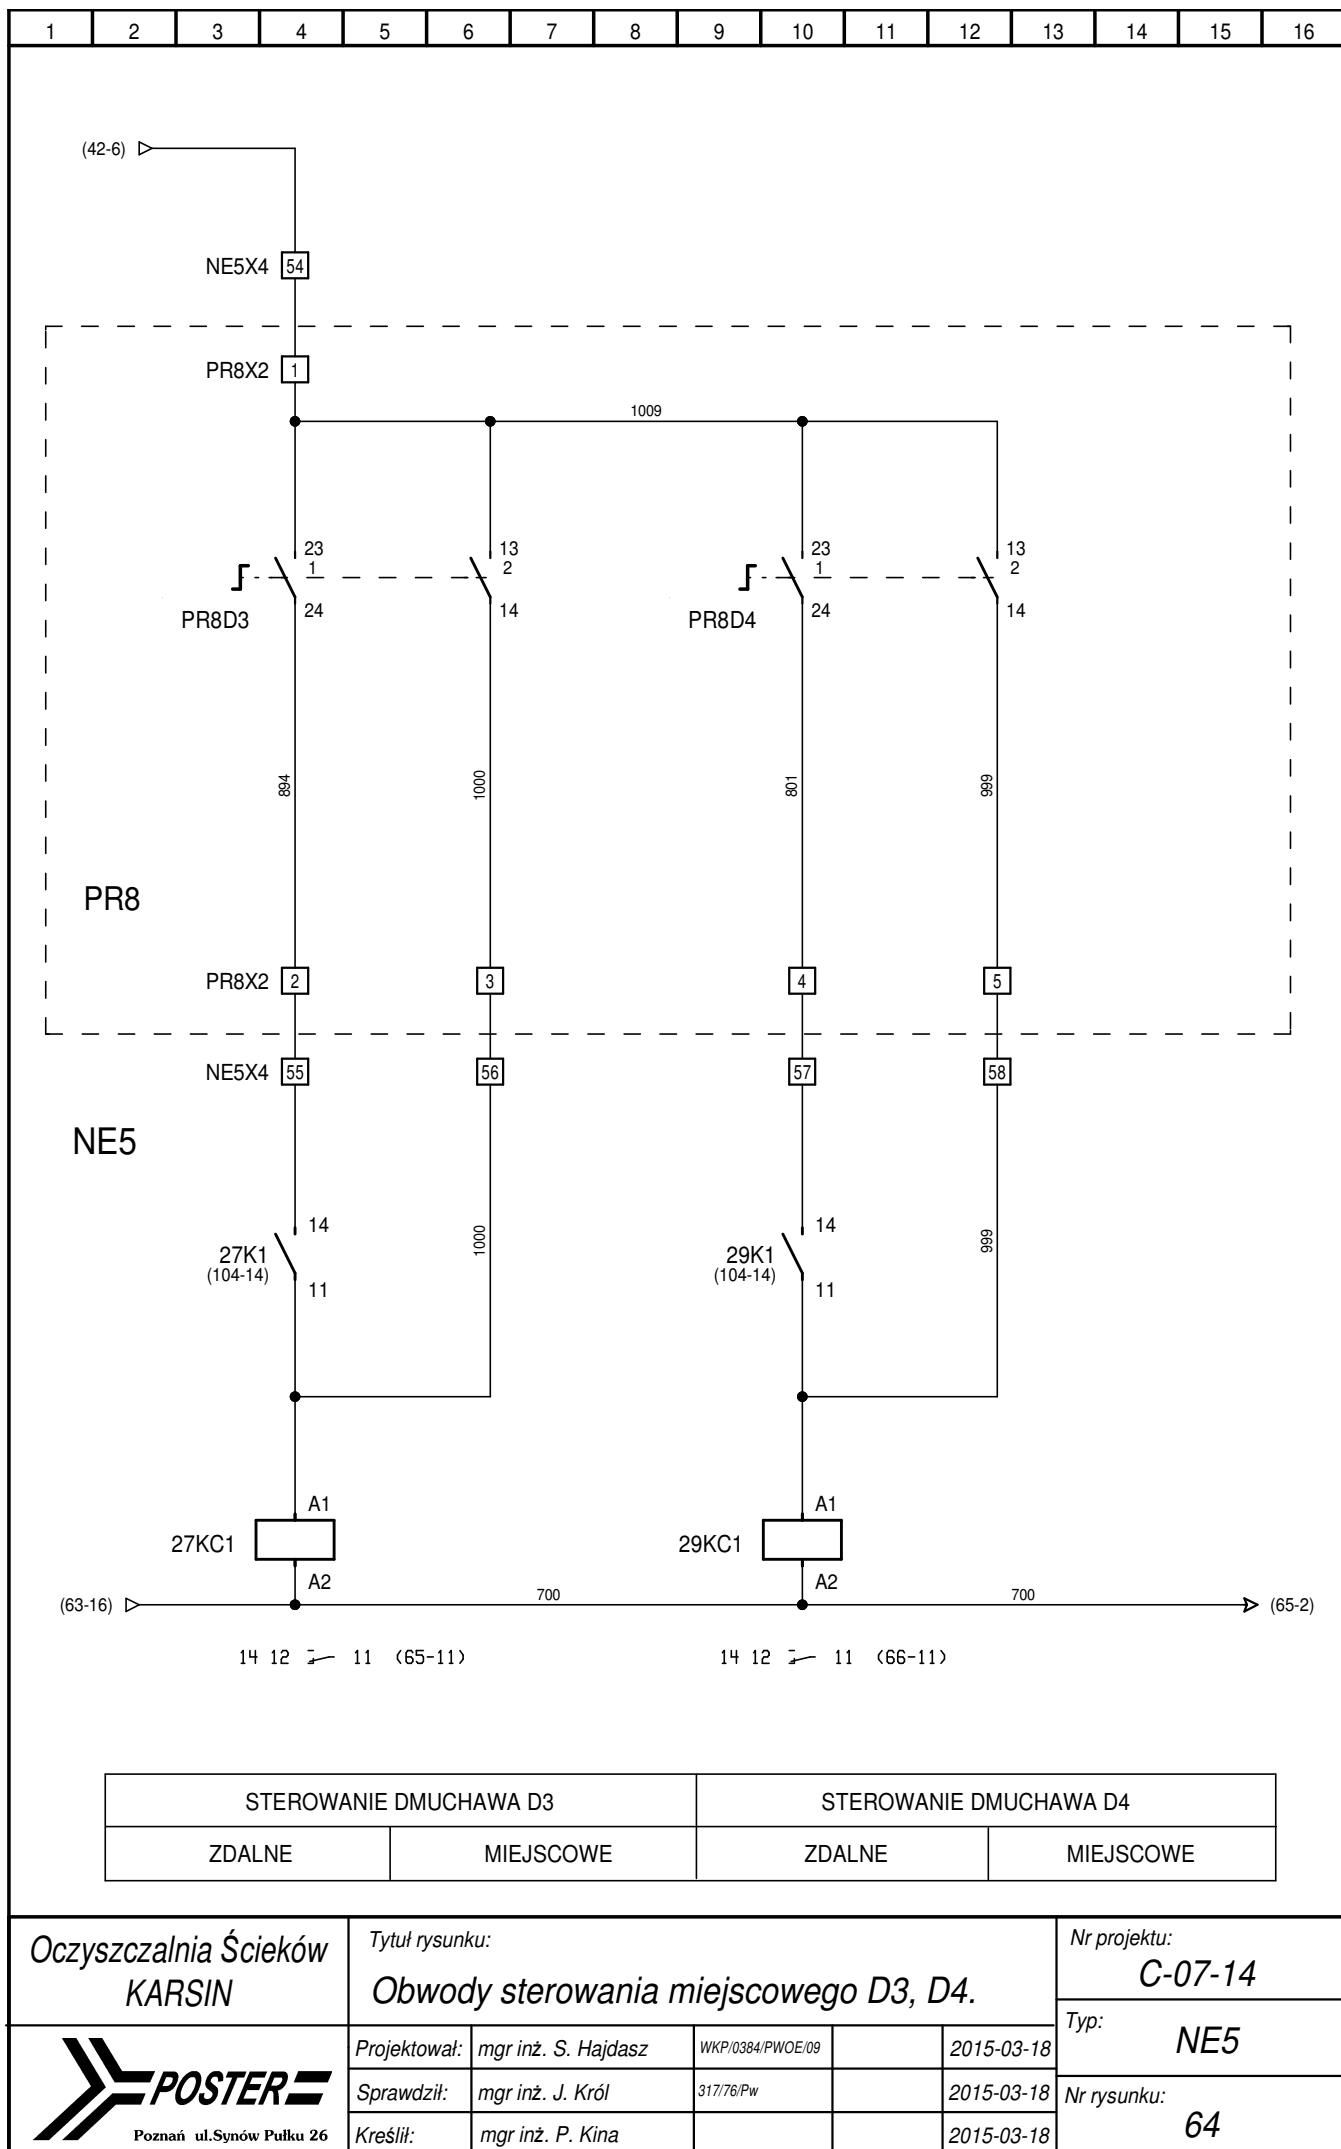 1 2 3 4 5 6 7 8 9 10 11 12 13 14 15 16
(42-6)
NE5X4 54
PR8X2 1
1009
23 13 23 13
1 2 1 2
PR8D3 24 14 PR8D4 24 14
894 1000 801 999
PR8
PR8X2 2 3 4 5
NE5X4 55 56 57 58
NE5
14 14
27K1 1000 29K1 999
(104-14) (104-14)
11 11
A1 A1
27KC1 29KC1
A2 A2
(63-16) 700 700 (65-2)
14 12 11 (65-11) 14 12 11 (66-11)
STEROWANIE DMUCHAWA D3 STEROWANIE DMUCHAWA D4
ZDALNE MIEJSCOWE ZDALNE MIEJSCOWE
Oczyszczalnia Ścieków
KARSIN
Tytuł rysunku:
Obwody sterowania miejscowego D3, D4.
Nr projektu:
C-07-14
Typ:
NE5
Nr rysunku:
64
Projektował: mgr inż. S. Hajdasz WKP/0384/PWOE/09 2015-03-18
Sprawdził: mgr inż. J. Król 317/76/Pw 2015-03-18
Kreślił: mgr inż. P. Kina 2015-03-18
POSTER
Poznań ul.Synów Pułku 26